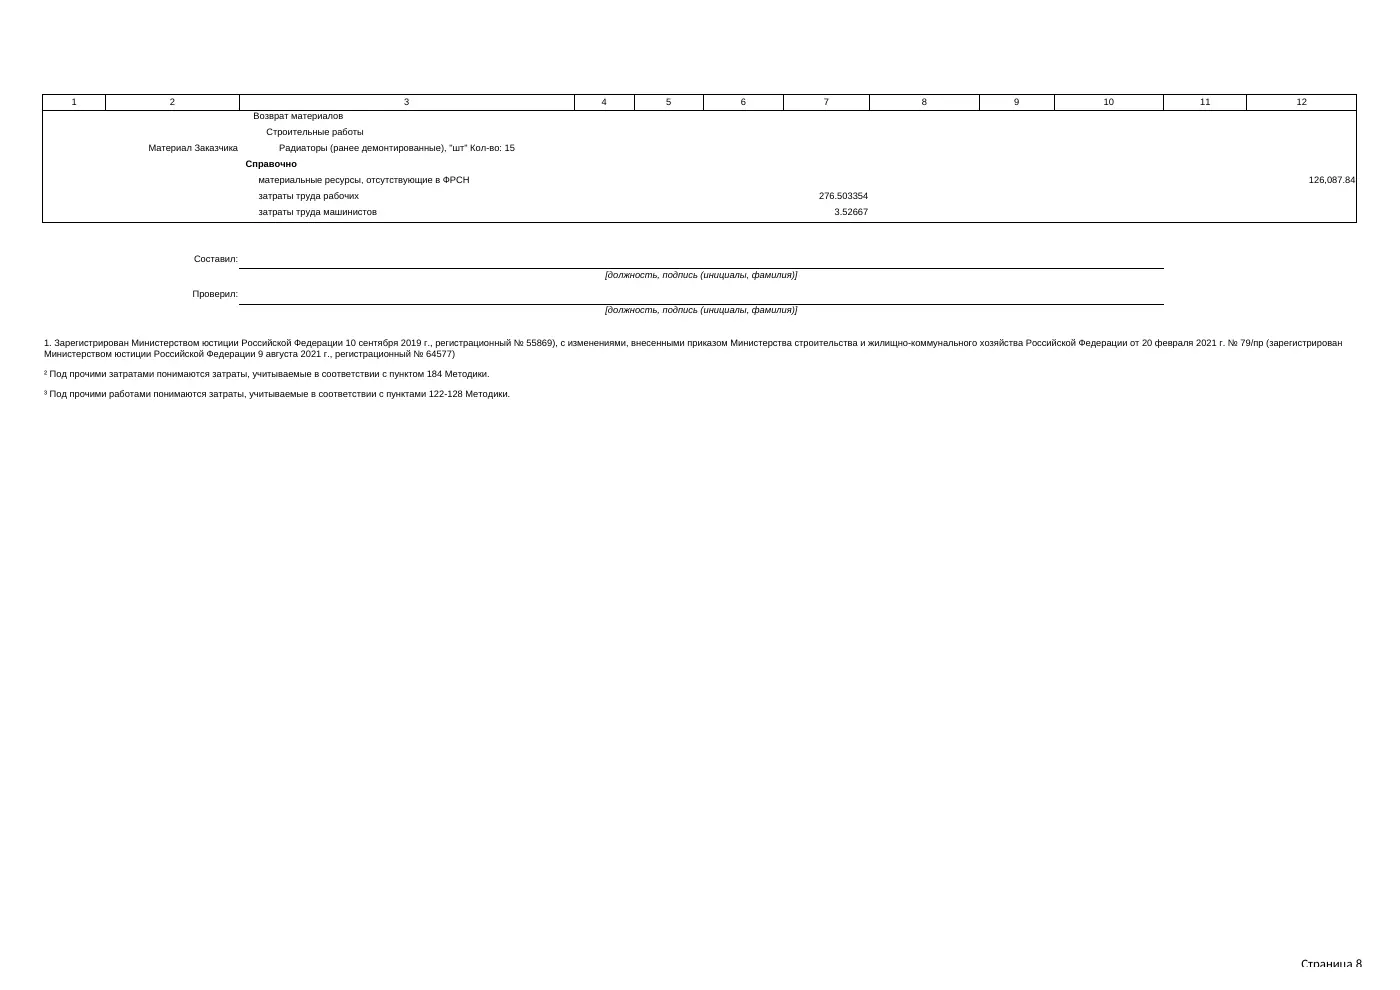 1 2 3 4 5 6 7 8 9 10 11 12
Возврат материалов
Строительные работы
Материал Заказчика Радиаторы (ранее демонтированные), "шт" Кол-во: 15
Справочно
материальные ресурсы, отсутствующие в ФРСН 126,087.84
затраты труда рабочих 276.503354
затраты труда машинистов 3.52667
Составил:
[должность, подпись (инициалы, фамилия)]
Проверил:
[должность, подпись (инициалы, фамилия)]
1. Зарегистрирован Министерством юстиции Российской Федерации 10 сентября 2019 г., регистрационный № 55869), с изменениями, внесенными приказом Министерства строительства и жилищно-коммунального хозяйства Российской Федерации от 20 февраля 2021 г. № 79/пр (зарегистрирован
Министерством юстиции Российской Федерации 9 августа 2021 г., регистрационный № 64577)
² Под прочими затратами понимаются затраты, учитываемые в соответствии с пунктом 184 Методики.
³ Под прочими работами понимаются затраты, учитываемые в соответствии с пунктами 122-128 Методики.
Страница 8